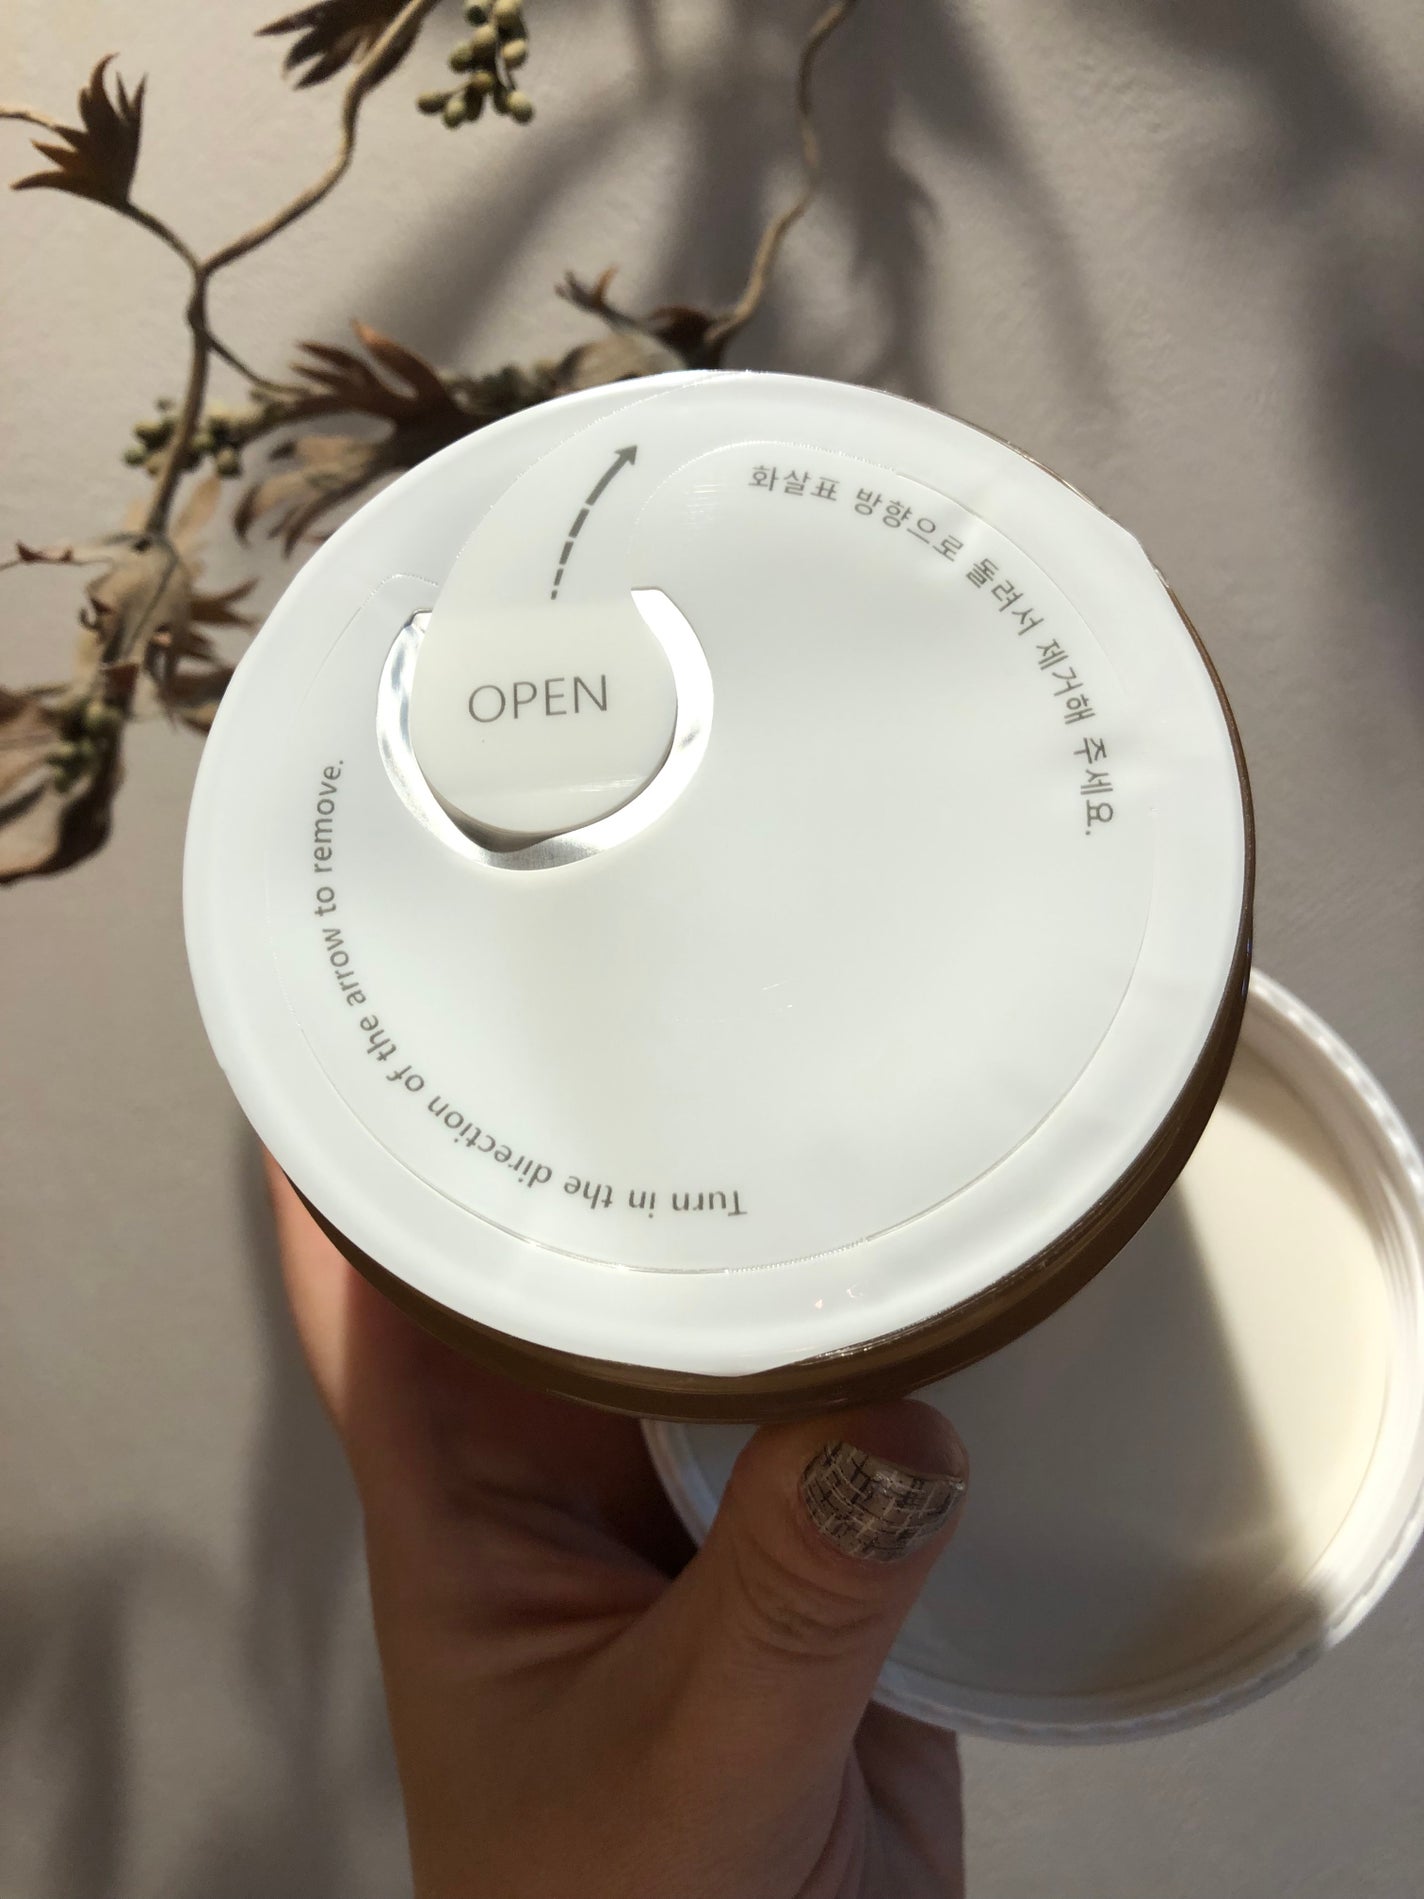 화살표 방향으로 돌려서 제거해 주세요.
OPEN
Turn in the direction of the arrow to remove.